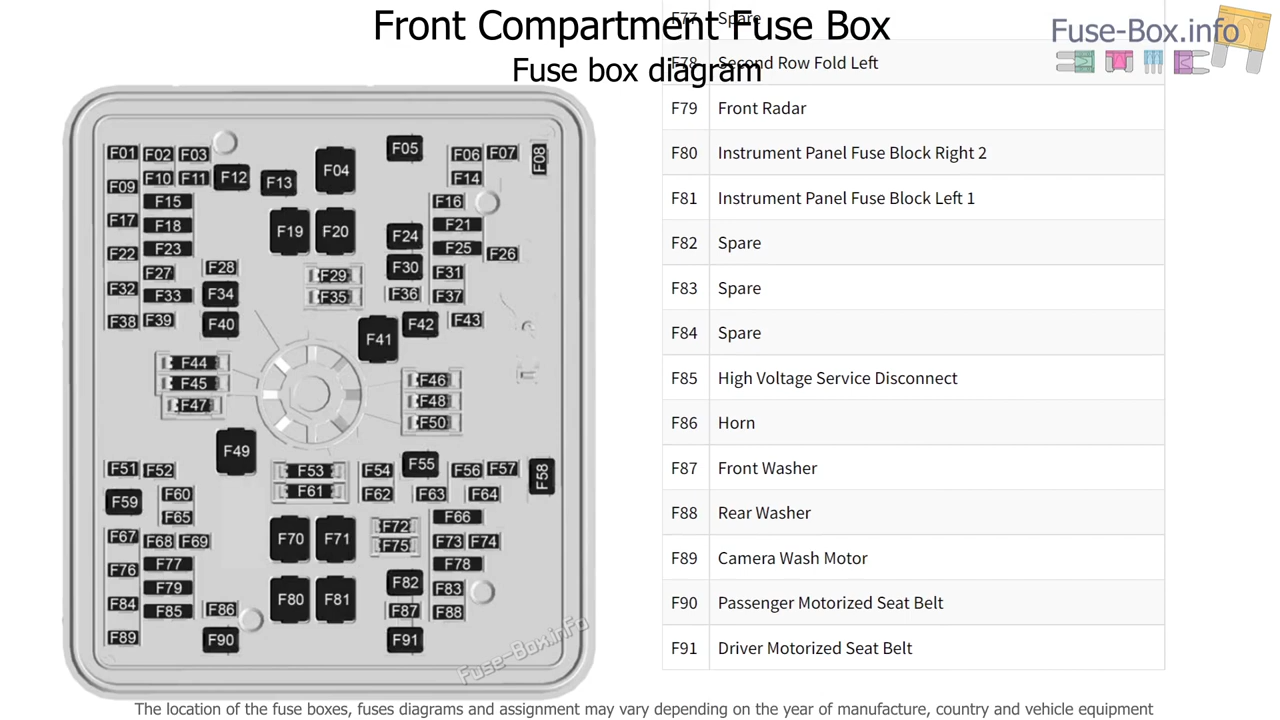 Front Compartment Fuse Box
Fuse box diagram
Fuse-Box.info
F01 F02 F03 F05 F06 F07 F08
F04
F09 F10 F11 F12 F13 F14
F15 F16
F17 F18 F19 F20 F21
F22 F23 F24 F25 F26
F27 F28 F29 F30 F31
F32 F33 F34 F35 F36 F37
F38 F39 F40 F41 F42 F43
F44 F46
F45 F48
F47 F50
F49
F51 F52 F53 F54 F55 F56 F57 F58
F59 F60 F61 F62 F63 F64
F65 F66
F67 F68 F69 F70 F71 F72 F73 F74
F75
F76 F77 F78
F79 F80 F81 F82 F83
F84 F85 F86 F87 F88
F89 F90 F91
Fuse-Box.info
F77 Spare
F78 Second Row Fold Left
F79 Front Radar
F80 Instrument Panel Fuse Block Right 2
F81 Instrument Panel Fuse Block Left 1
F82 Spare
F83 Spare
F84 Spare
F85 High Voltage Service Disconnect
F86 Horn
F87 Front Washer
F88 Rear Washer
F89 Camera Wash Motor
F90 Passenger Motorized Seat Belt
F91 Driver Motorized Seat Belt
The location of the fuse boxes, fuses diagrams and assignment may vary depending on the year of manufacture, country and vehicle equipment